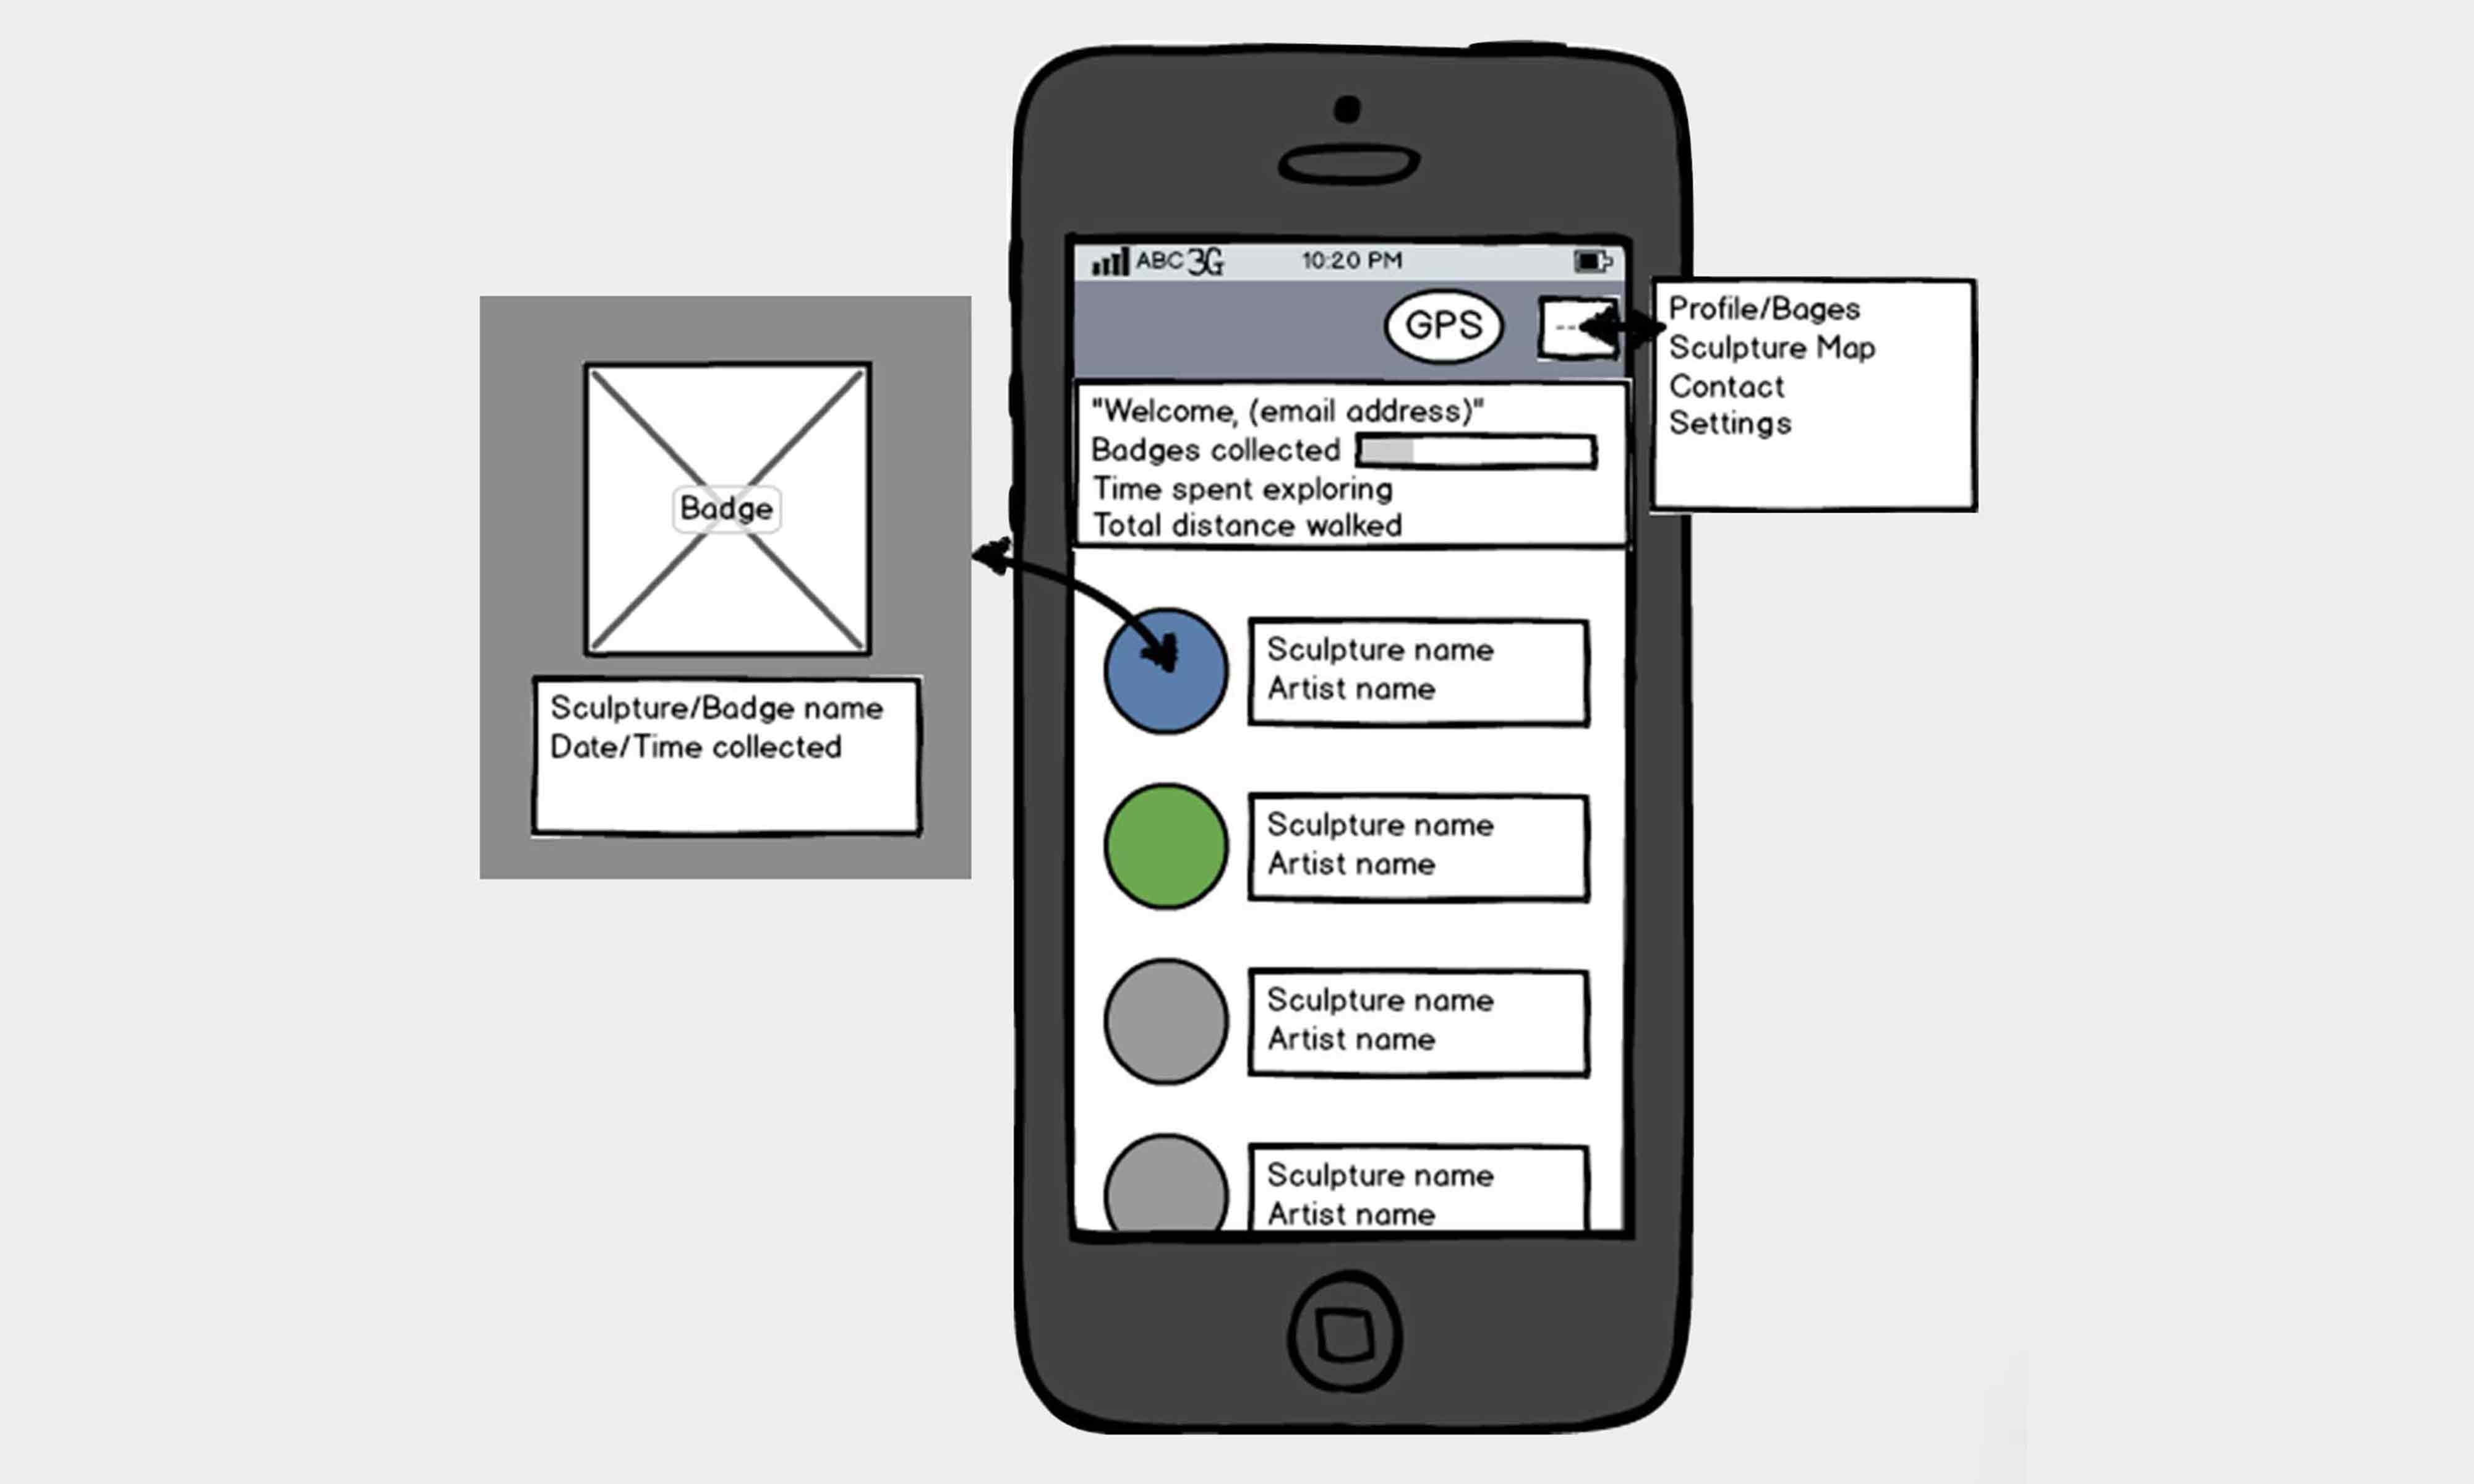 ABC 3G 10:20 PM
GPS
---
Profile/Bages
Sculpture Map
Contact
Settings
"Welcome, (email address)"
Badges collected
Time spent exploring
Total distance walked
Badge
Sculpture/Badge name
Date/Time collected
Sculpture name
Artist name
Sculpture name
Artist name
Sculpture name
Artist name
Sculpture name
Artist name